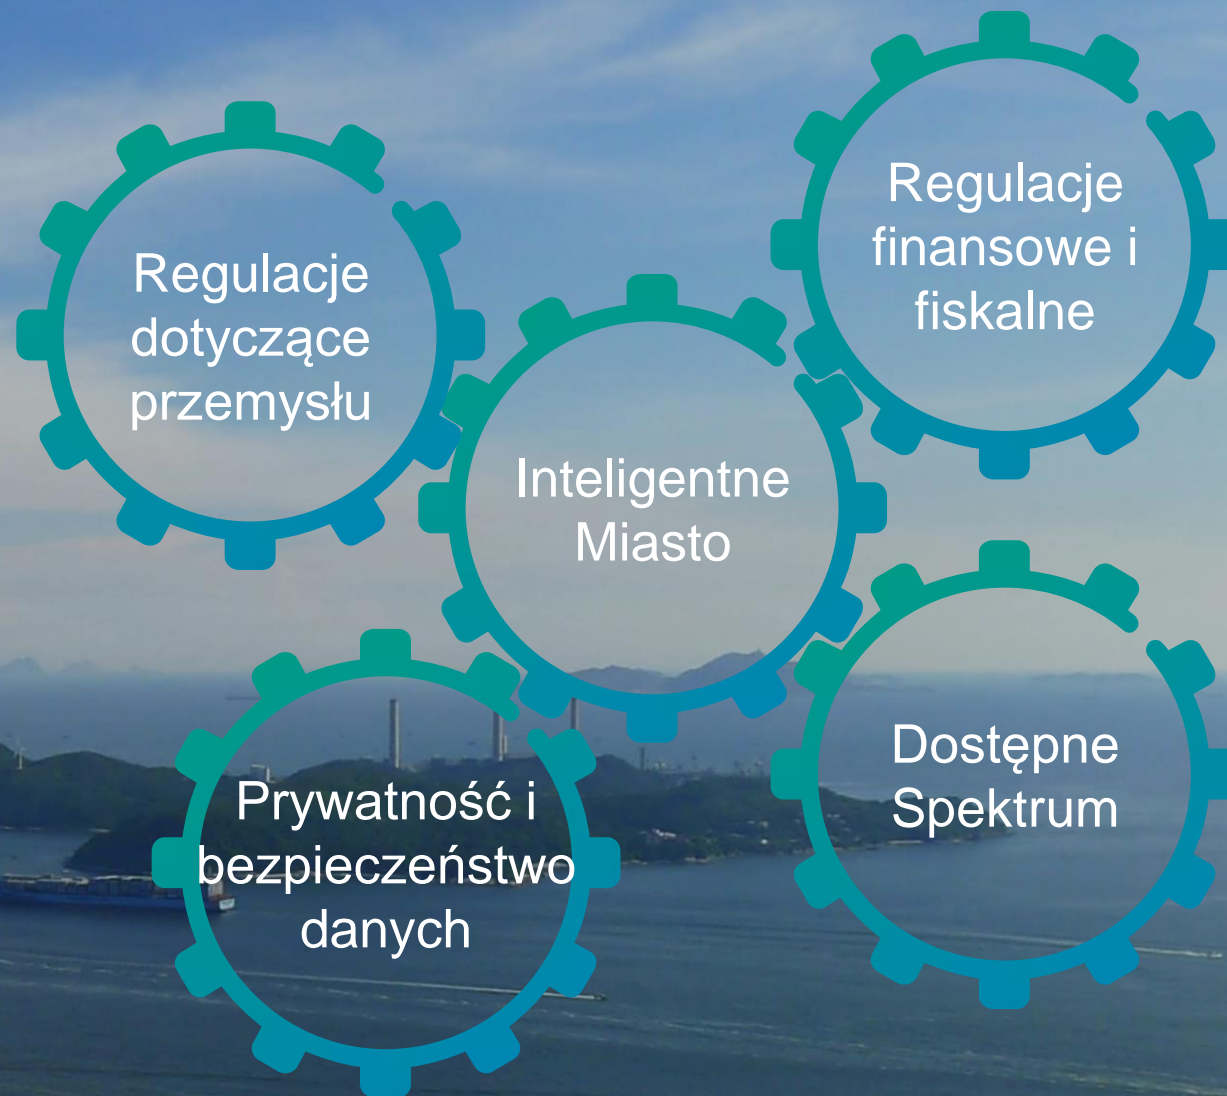 Regulacje
dotyczące
przemysłu
Regulacje
finansowe i
fiskalne
Inteligentne
Miasto
Prywatność i
bezpieczeństwo
danych
Dostępne
Spektrum